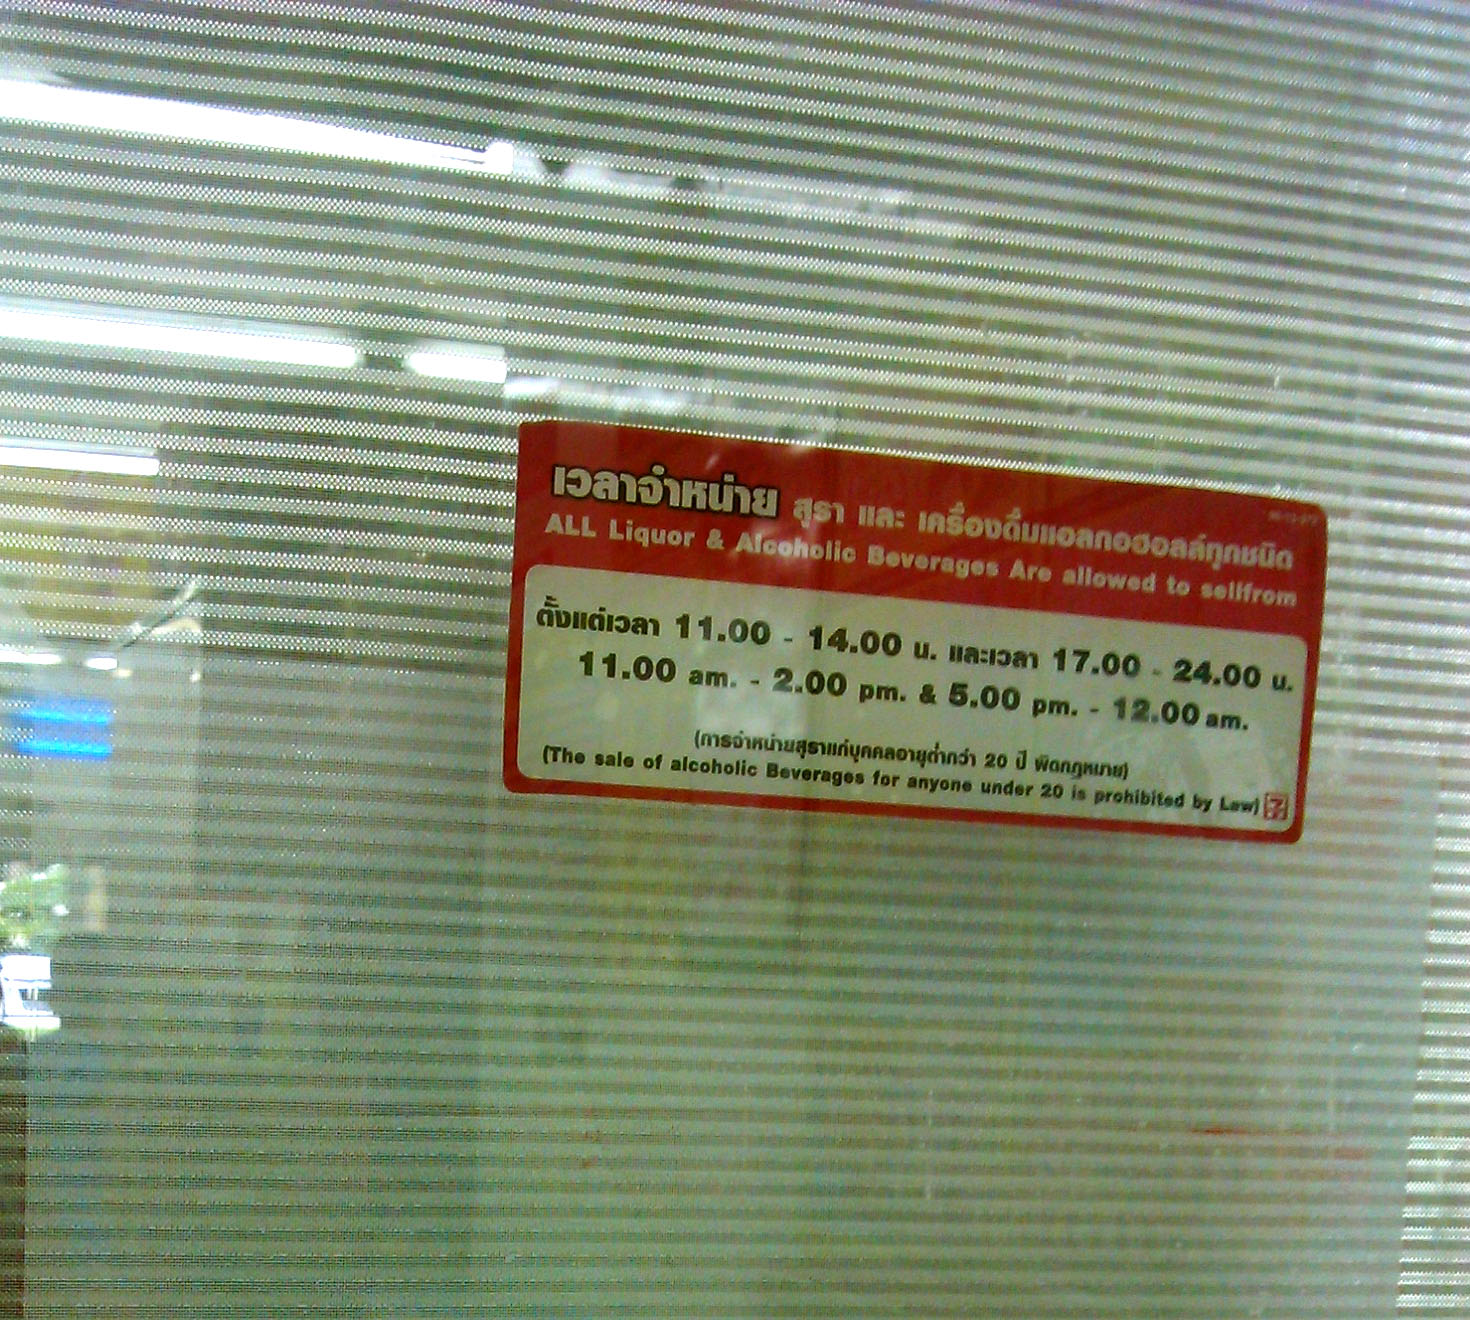 เวลาจำหน่าย สุรา และ เครื่องดื่มแอลกอฮอลล์ทุกชนิด
ALL Liquor & Alcoholic Beverages Are allowed to sellfrom
ตั้งแต่เวลา 11.00 - 14.00 น. และเวลา 17.00 - 24.00 น.
11.00 am. - 2.00 pm. & 5.00 pm. - 12.00 am.
(การจำหน่ายสุราแก่บุคคลอายุต่ำกว่า 20 ปี ผิดกฎหมาย)
(The sale of alcoholic Beverages for anyone under 20 is prohibited by Law)